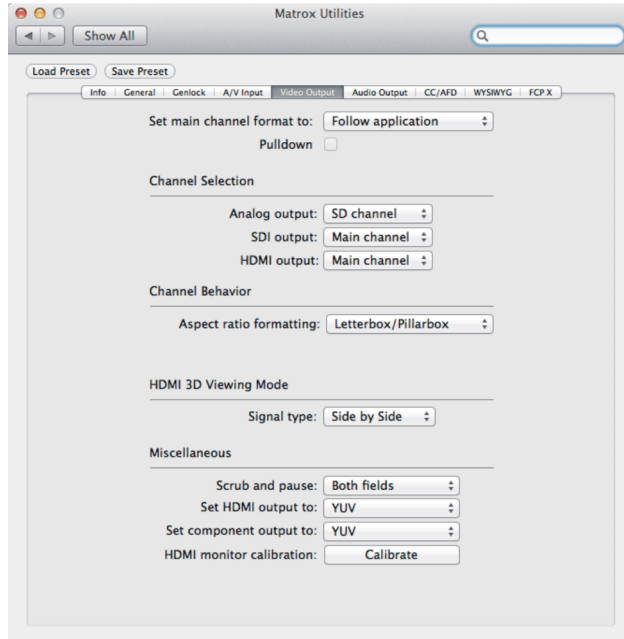 Matrox Utilities
Show All
Load Preset Save Preset
Info General Genlock A/V Input Video Output Audio Output CC/AFD WYSIWYG FCP X
Set main channel format to: Follow application
Pulldown
Channel Selection
Analog output: SD channel
SDI output: Main channel
HDMI output: Main channel
Channel Behavior
Aspect ratio formatting: Letterbox/Pillarbox
HDMI 3D Viewing Mode
Signal type: Side by Side
Miscellaneous
Scrub and pause: Both fields
Set HDMI output to: YUV
Set component output to: YUV
HDMI monitor calibration: Calibrate